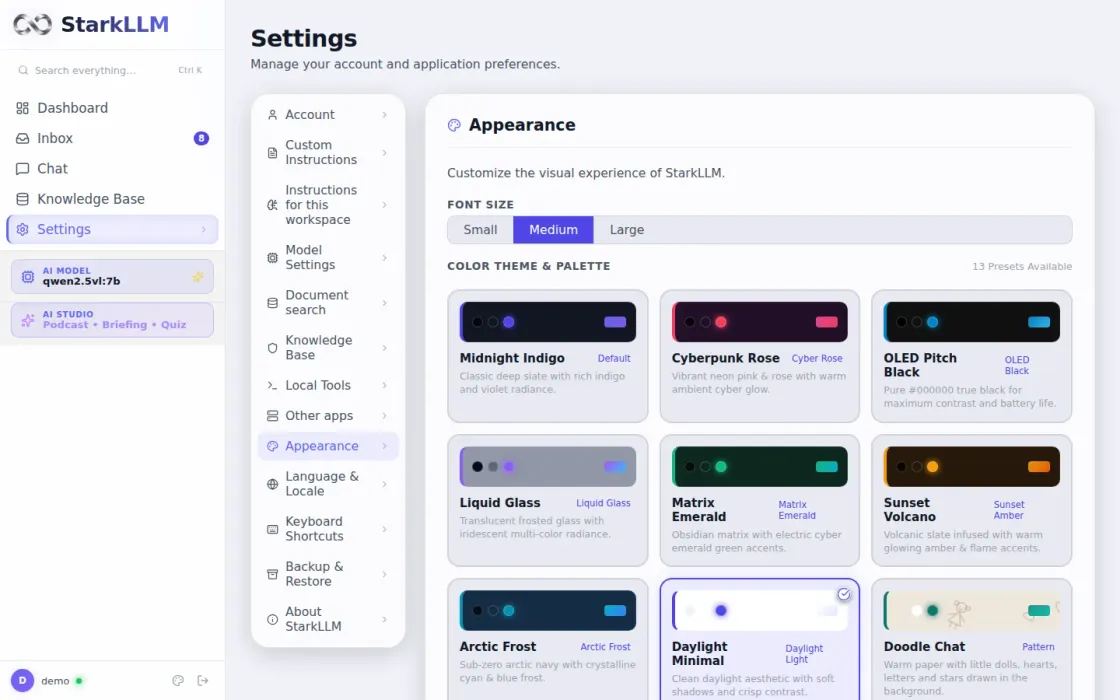 StarkLLM
Search everything... Ctrl K
Dashboard
Inbox 8
Chat
Knowledge Base
Settings
AI MODEL
qwen2.5vl:7b
AI STUDIO
Podcast • Briefing • Quiz
D demo
Settings
Manage your account and application preferences.
Account
Custom
Instructions
Instructions
for this
workspace
Model
Settings
Document
search
Knowledge
Base
Local Tools
Other apps
Appearance
Language &
Locale
Keyboard
Shortcuts
Backup &
Restore
About
StarkLLM
Appearance
Customize the visual experience of StarkLLM.
FONT SIZE
Small Medium Large
COLOR THEME & PALETTE 13 Presets Available
Midnight Indigo Default
Classic deep slate with rich indigo
and violet radiance.
Cyberpunk Rose Cyber Rose
Vibrant neon pink & rose with warm
ambient cyber glow.
OLED Pitch
Black
OLED
Black
Pure #000000 true black for
maximum contrast and battery life.
Liquid Glass Liquid Glass
Translucent frosted glass with
iridescent multi-color radiance.
Matrix
Emerald
Matrix
Emerald
Obsidian matrix with electric cyber
emerald green accents.
Sunset
Volcano
Sunset
Amber
Volcanic slate infused with warm
glowing amber & flame accents.
Arctic Frost Arctic Frost
Sub-zero arctic navy with crystalline
cyan & blue frost.
Daylight
Minimal
Daylight
Light
Clean daylight aesthetic with soft
shadows and crisp contrast.
Doodle Chat Pattern
Warm paper with little dolls, hearts,
letters and stars drawn in the
background.